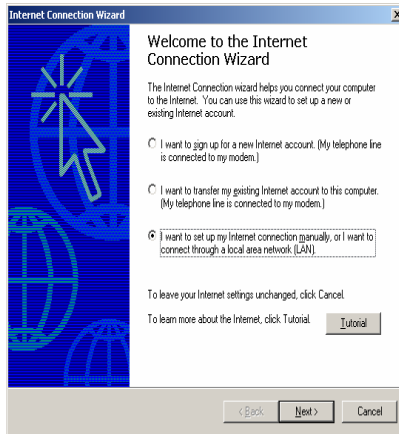 Internet Connection Wizard
Welcome to the Internet
Connection Wizard
The Internet Connection wizard helps you connect your computer
to the Internet. You can use this wizard to set up a new or
existing Internet account.
I want to sign up for a new Internet account. (My telephone line
is connected to my modem.)
I want to transfer my existing Internet account to this computer.
(My telephone line is connected to my modem.)
I want to set up my Internet connection manually, or I want to
connect through a local area network (LAN).
To leave your Internet settings unchanged, click Cancel.
To learn more about the Internet, click Tutorial.
Tutorial
< Back
Next >
Cancel